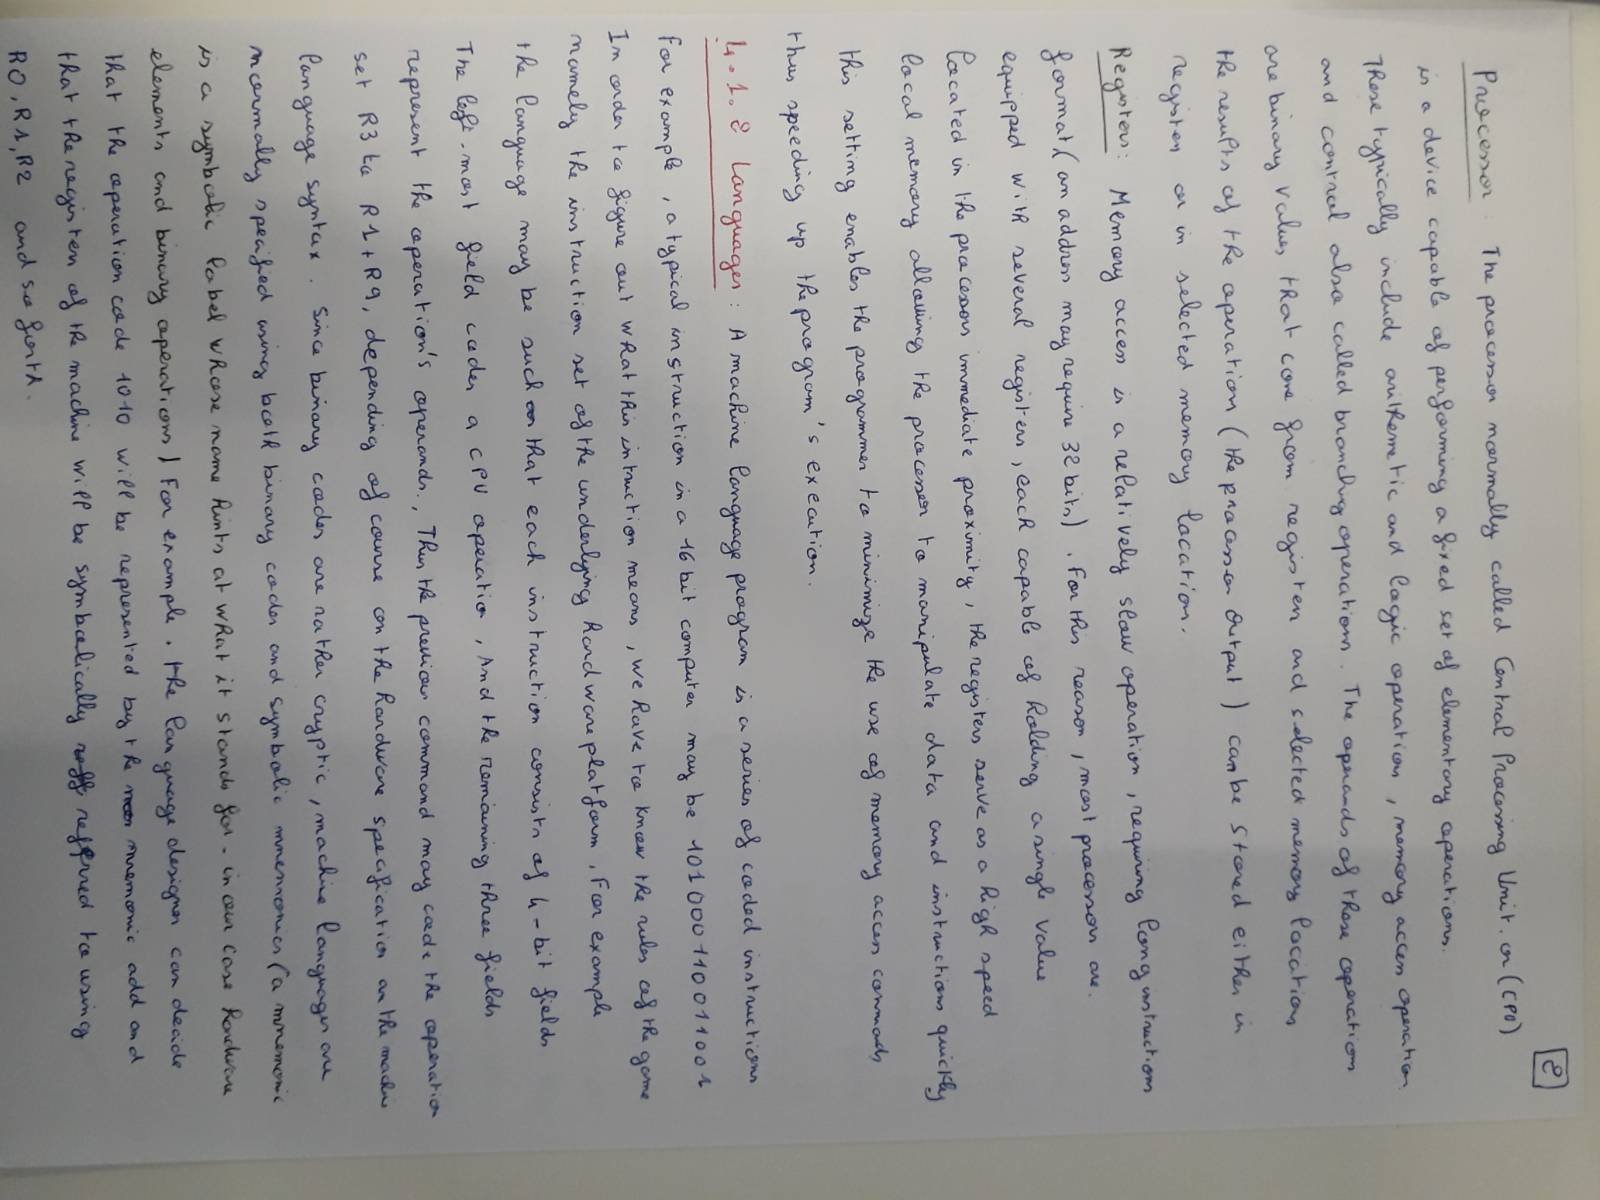 2
Processor : The processor normally called Central Processing Unit. or (CPU)
is a device capable of performing a fixed set of elementary operations.
These typically include arithmetic and logic operation, memory access operation
and control also called branching operations. The operands of these operation
are binary values that come from registers and selected memory locations
the results of the operation (the processor output) can be stored either in
register or in selected memory location.
Registers: Memory access is a relatively slow operation, requiring long instructions
format (an address may require 32 bits). For this reason, most processor are.
equipped with several registers, each capable of holding a single value
located in the processors immediate proximity, the registers serve as a high speed
local memory allowing the processor to manipulate data and instructions quickly
this setting enables the programmer to minimize the use of memory access commands
thus speeding up the program's execution.
4.1.2 Languages: A machine language program is a series of coded instructions
for example, a typical instruction in a 16 bit computer may be 1010001100011001
In order to figure out what this intruction means, we have to know the rules of the game
namely the instruction set of the underlying hardware platform. For example
the language may be such that each instruction consists of 4-bit fields
The left-most field codes a CPU operation, And the remaining three fields
represent the operation's operands., Thus the previous command may code the operation
set R3 to R1+R9, depending of course on the hardware specification on the machine
language syntax. Since binary codes are rather cryptic, machine languages are
normally specified using both binary codes and symbolic mnemonics (a mnemonic
is a symbolic label whose name hints at what it stands for - in our case hardware
elements and binary operations) For example. the language designer can decide
that the operation code 1010 will be represented by the mnemonic add and
that the registers of the machine will be symbolically referred to using
R0, R1, R2 and so forth.